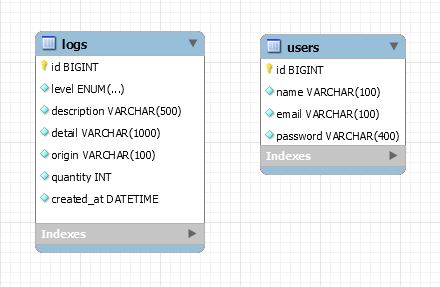 logs
id BIGINT
level ENUM(...)
description VARCHAR(500)
detail VARCHAR(1000)
origin VARCHAR(100)
quantity INT
created_at DATETIME
Indexes
users
id BIGINT
name VARCHAR(100)
email VARCHAR(100)
password VARCHAR(400)
Indexes